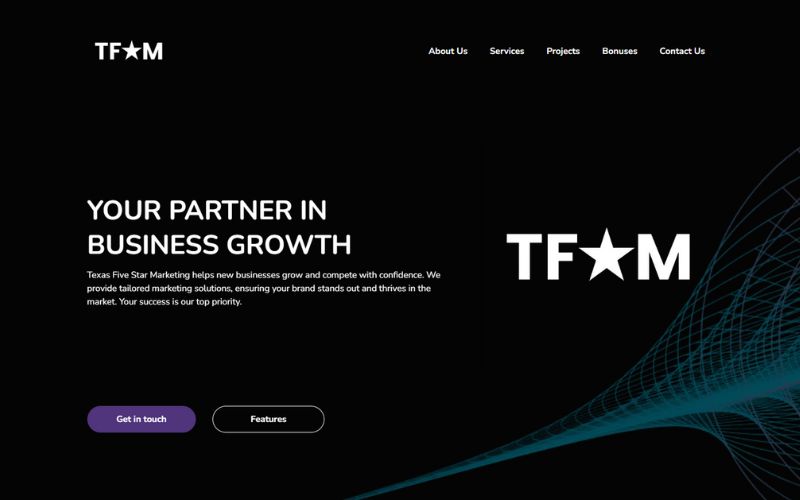 TF★M
About Us Services Projects Bonuses Contact Us
YOUR PARTNER IN
BUSINESS GROWTH
Texas Five Star Marketing helps new businesses grow and compete with confidence. We
provide tailored marketing solutions, ensuring your brand stands out and thrives in the
market. Your success is our top priority.
TF★M
Get in touch Features